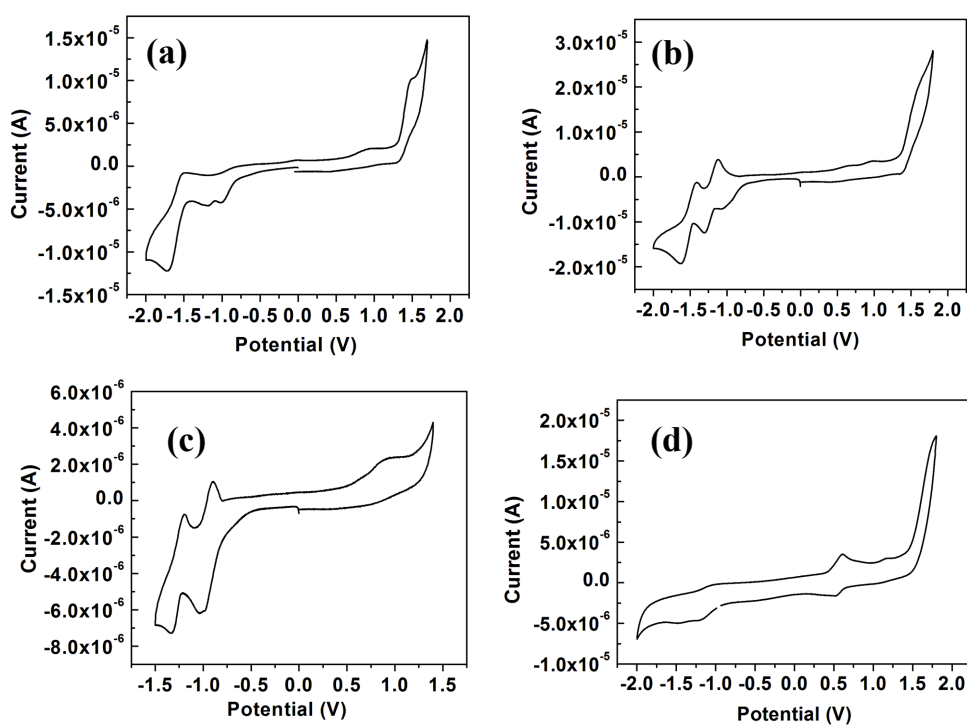 (a)
1.5x10⁻⁵
1.0x10⁻⁵
5.0x10⁻⁶
0.0
-5.0x10⁻⁶
-1.0x10⁻⁵
-1.5x10⁻⁵
Current (A)
-2.0 -1.5 -1.0 -0.5 0.0 0.5 1.0 1.5 2.0
Potential (V)
(b)
3.0x10⁻⁵
2.0x10⁻⁵
1.0x10⁻⁵
0.0
-1.0x10⁻⁵
-2.0x10⁻⁵
Current (A)
-2.0 -1.5 -1.0 -0.5 0.0 0.5 1.0 1.5 2.0
Potential (V)
(c)
6.0x10⁻⁶
4.0x10⁻⁶
2.0x10⁻⁶
0.0
-2.0x10⁻⁶
-4.0x10⁻⁶
-6.0x10⁻⁶
-8.0x10⁻⁶
Current (A)
-1.5 -1.0 -0.5 0.0 0.5 1.0 1.5
Potential (V)
(d)
2.0x10⁻⁵
1.5x10⁻⁵
1.0x10⁻⁵
5.0x10⁻⁶
0.0
-5.0x10⁻⁶
-1.0x10⁻⁵
Current (A)
-2.0 -1.5 -1.0 -0.5 0.0 0.5 1.0 1.5 2.0
Potential (V)